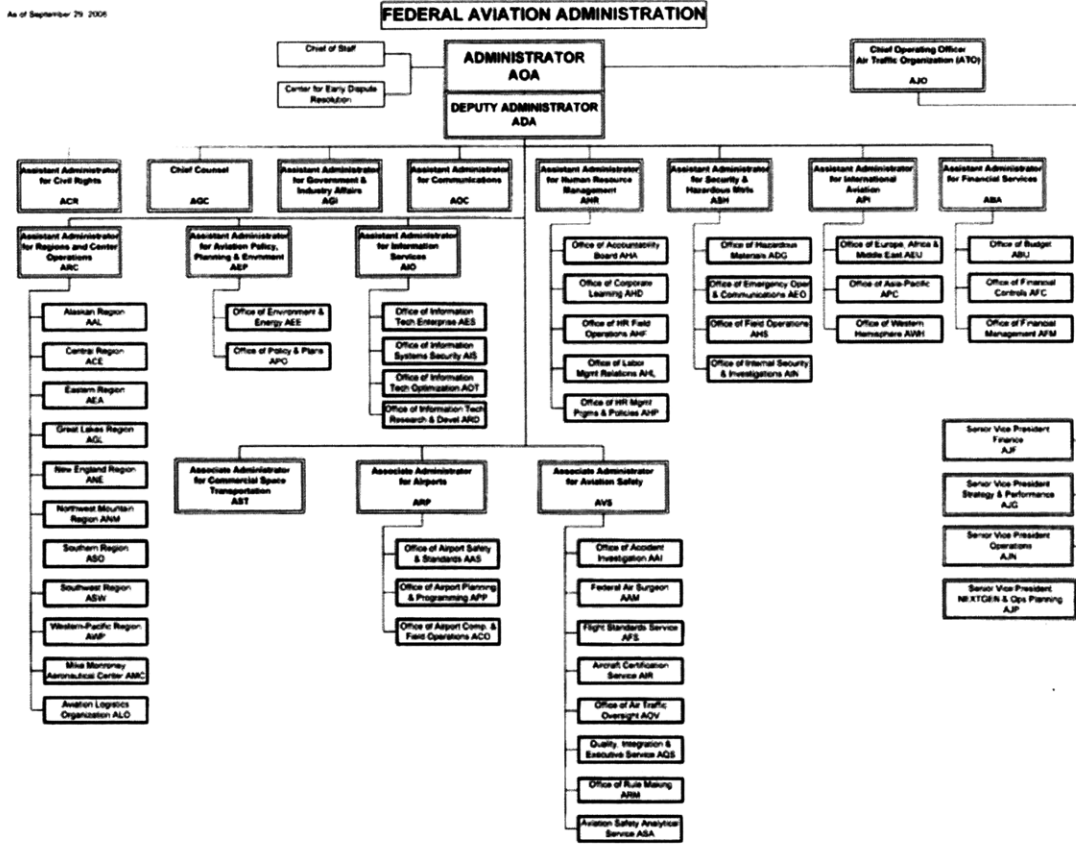 As of September 29, 2008
FEDERAL AVIATION ADMINISTRATION
Chief of Staff
Center for Early Dispute
Resolution
ADMINISTRATOR
AOA
DEPUTY ADMINISTRATOR
ADA
Chief Operating Officer
Air Traffic Organization (ATO)
AJO
Assistant Administrator
for Civil Rights
ACR
Chief Counsel
AGC
Assistant Administrator
for Government &
Industry Affairs
AGI
Assistant Administrator
for Communications
AOC
Assistant Administrator
for Human Resource
Management
AHR
Assistant Administrator
for Security &
Hazardous Mtrls
ASH
Assistant Administrator
for International
Aviation
API
Assistant Administrator
for Financial Services
ABA
Assistant Administrator
for Regions and Center
Operations
ARC
Assistant Administrator
for Aviation Policy,
Planning & Envnment
AEP
Assistant Administrator
for Information
Services
AIO
Alaskan Region
AAL
Central Region
ACE
Eastern Region
AEA
Great Lakes Region
AGL
New England Region
ANE
Northwest Mountain
Region ANM
Southern Region
ASO
Southwest Region
ASW
Western-Pacific Region
AWP
Mike Monroney
Aeronautical Center AMC
Aviation Logistics
Organization ALO
Office of Environment &
Energy AEE
Office of Policy & Plans
APO
Office of Information
Tech Enterprise AES
Office of Information
Systems Security AIS
Office of Information
Tech Optimization AOT
Office of Information Tech
Research & Devel ARD
Office of Accountability
Board AHA
Office of Corporate
Learning AHD
Office of HR Field
Operations AHF
Office of Labor
Mgmt Relations AHL
Office of HR Mgmt
Prgms & Policies AHP
Office of Hazardous
Materials ADG
Office of Emergency Oper
& Communications AEO
Office of Field Operations
AHS
Office of Internal Security
& Investigations AIN
Office of Europe, Africa &
Middle East AEU
Office of Asia-Pacific
APC
Office of Western
Hemisphere AWH
Office of Budget
ABU
Office of Financial
Controls AFC
Office of Financial
Management AFM
Associate Administrator
for Commercial Space
Transportation
AST
Associate Administrator
for Airports
ARP
Associate Administrator
for Aviation Safety
AVS
Office of Airport Safety
& Standards AAS
Office of Airport Planning
& Programming APP
Office of Airport Comp. &
Field Operations ACO
Office of Accident
Investigation AAI
Federal Air Surgeon
AAM
Flight Standards Service
AFS
Aircraft Certification
Service AIR
Office of Air Traffic
Oversight AOV
Quality, Integration &
Executive Service AQS
Office of Rule Making
ARM
Aviation Safety Analytical
Service ASA
Senior Vice President
Finance
AJF
Senior Vice President
Strategy & Performance
AJG
Senior Vice President
Operations
AJN
Senior Vice President
NEXTGEN & Ops Planning
AJP